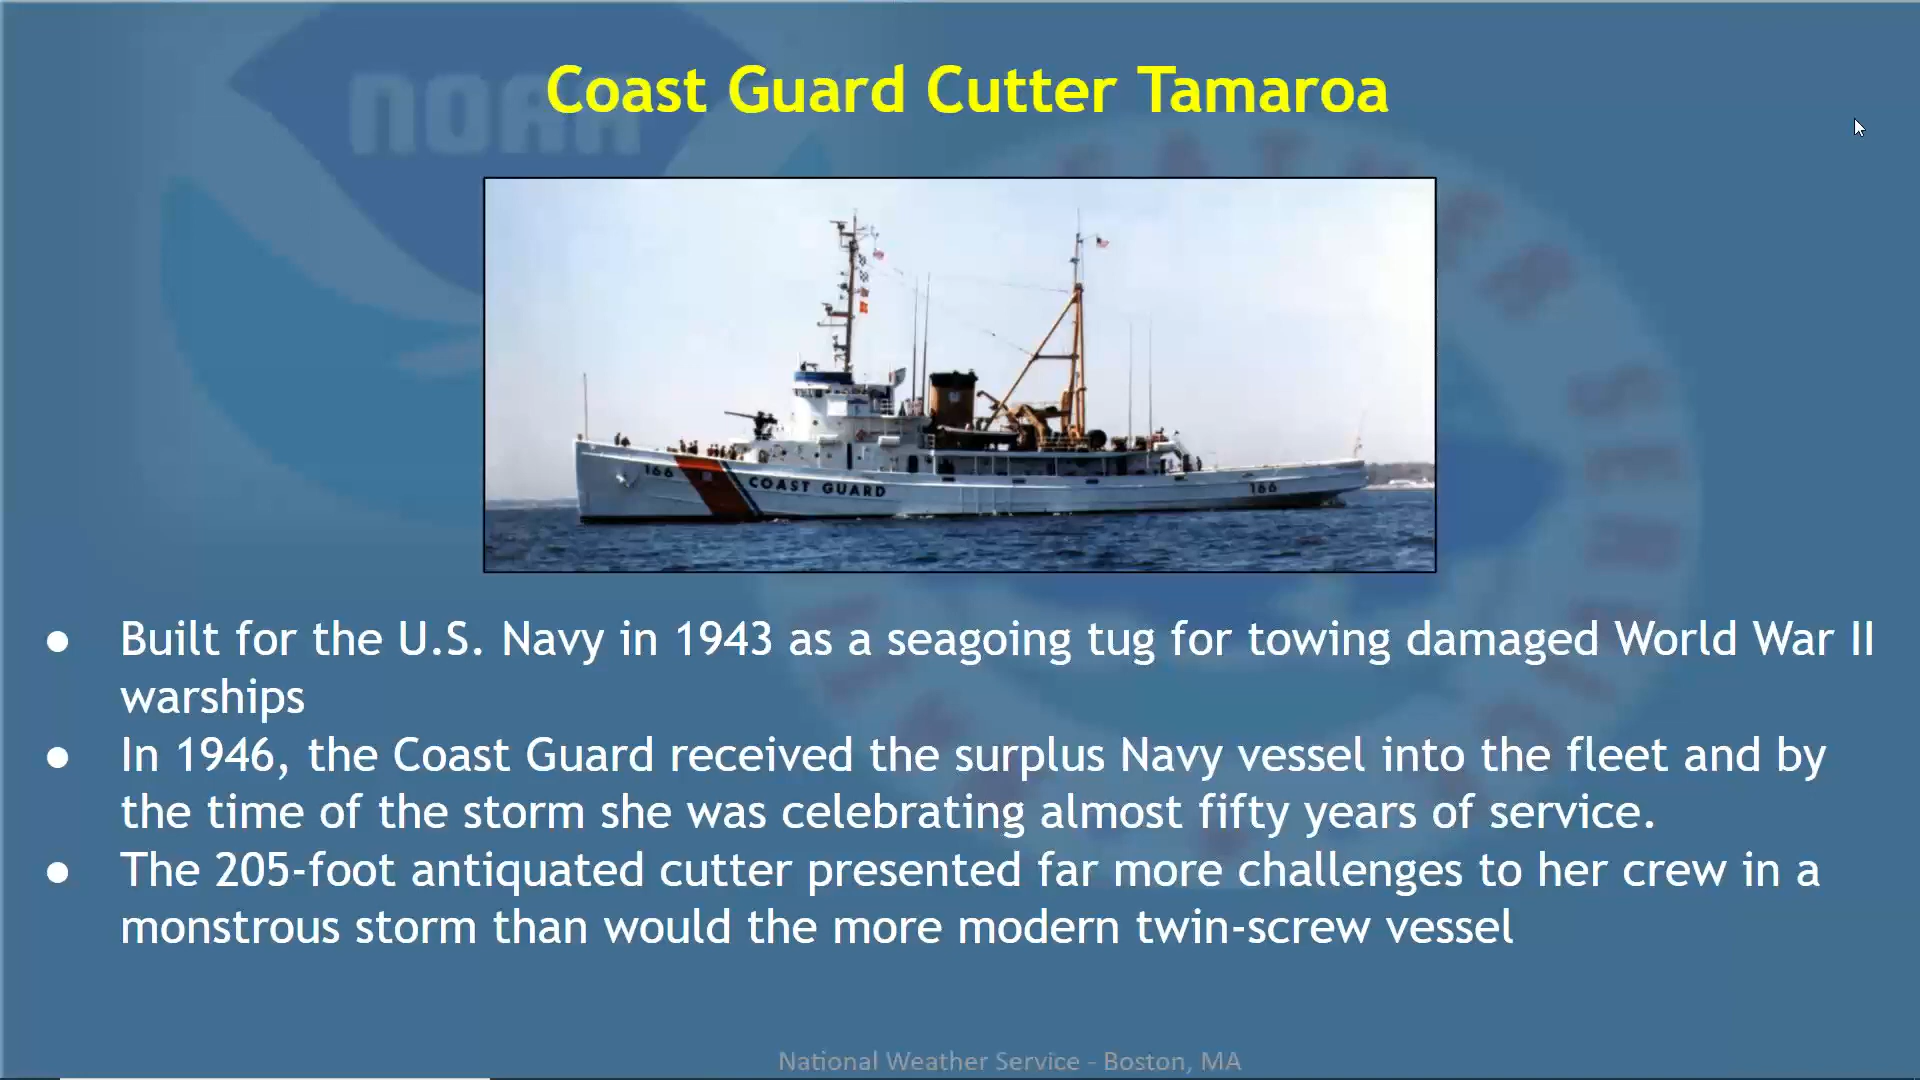 NOAA
Coast Guard Cutter Tamaroa
166
COAST GUARD
166
● Built for the U.S. Navy in 1943 as a seagoing tug for towing damaged World War II
warships
● In 1946, the Coast Guard received the surplus Navy vessel into the fleet and by
the time of the storm she was celebrating almost fifty years of service.
● The 205-foot antiquated cutter presented far more challenges to her crew in a
monstrous storm than would the more modern twin-screw vessel
National Weather Service - Boston, MA